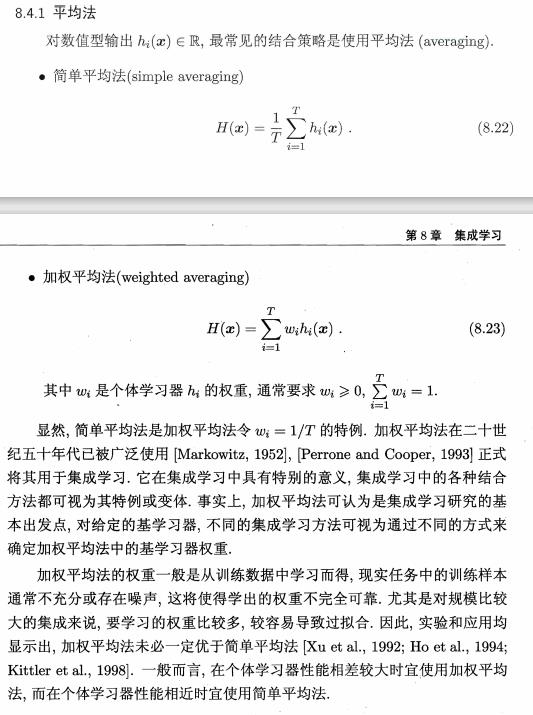 8.4.1 平均法
对数值型输出 hᵢ(𝒙) ∈ ℝ, 最常见的结合策略是使用平均法 (averaging).
• 简单平均法(simple averaging)
H(𝒙) = \frac{1}{T} \sum_{i=1}^{T} hᵢ(𝒙) . (8.22)
第 8 章 集成学习
• 加权平均法(weighted averaging)
H(𝒙) = \sum_{i=1}^{T} wᵢhᵢ(𝒙) . (8.23)
其中 wᵢ 是个体学习器 hᵢ 的权重, 通常要求 wᵢ ⩾ 0, \sum_{i=1}^{T} wᵢ = 1.
显然, 简单平均法是加权平均法令 wᵢ = 1/T 的特例. 加权平均法在二十世
纪五十年代已被广泛使用 [Markowitz, 1952], [Perrone and Cooper, 1993] 正式
将其用于集成学习. 它在集成学习中具有特别的意义, 集成学习中的各种结合
方法都可视为其特例或变体. 事实上, 加权平均法可认为是集成学习研究的基
本出发点, 对给定的基学习器, 不同的集成学习方法可视为通过不同的方式来
确定加权平均法中的基学习器权重.
加权平均法的权重一般是从训练数据中学习而得, 现实任务中的训练样本
通常不充分或存在噪声, 这将使得学出的权重不完全可靠. 尤其是对规模比较
大的集成来说, 要学习的权重比较多, 较容易导致过拟合. 因此, 实验和应用均
显示出, 加权平均法未必一定优于简单平均法 [Xu et al., 1992; Ho et al., 1994;
Kittler et al., 1998]. 一般而言, 在个体学习器性能相差较大时宜使用加权平均
法, 而在个体学习器性能相近时宜使用简单平均法.